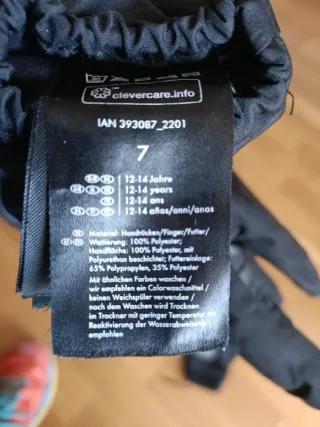 clevercare.info
IAN 393087_2201
7
12-14 Jahre
12-14 years
12-14 ans
12-14 años/anni/anos
Material: Handrücken/Finger/Futter/
Wattierung: 100% Polyester;
Handfläche: 100% Polyester, mit
Polyurethan beschichtet; Futtereinlage:
65% Polypropylen, 35% Polyester
Mit ähnlichen Farben waschen /
wir empfehlen ein Colorwaschmittel /
keinen Weichspüler verwenden /
nach dem Waschen wird Trocknen
im Trockner mit geringer Temperatur zur
Reaktivierung der Wasserabweisung
empfohlen